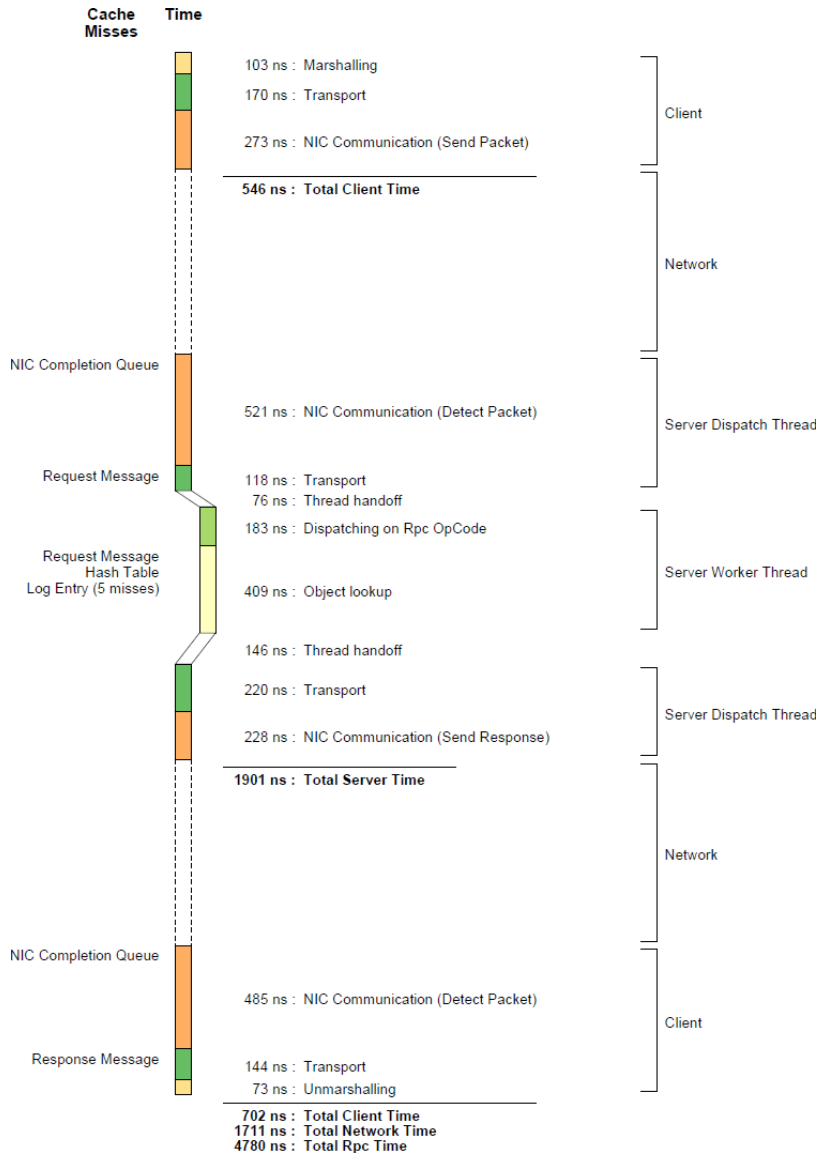 Cache Misses Time
103 ns : Marshalling
170 ns : Transport
Client
273 ns : NIC Communication (Send Packet)
546 ns : Total Client Time
Network
NIC Completion Queue
521 ns : NIC Communication (Detect Packet)
Server Dispatch Thread
Request Message
118 ns : Transport
76 ns : Thread handoff
183 ns : Dispatching on Rpc OpCode
Request Message
Hash Table
Log Entry (5 misses)
409 ns : Object lookup
Server Worker Thread
146 ns : Thread handoff
220 ns : Transport
Server Dispatch Thread
228 ns : NIC Communication (Send Response)
1901 ns : Total Server Time
Network
NIC Completion Queue
485 ns : NIC Communication (Detect Packet)
Client
Response Message
144 ns : Transport
73 ns : Unmarshalling
702 ns : Total Client Time
1711 ns : Total Network Time
4780 ns : Total Rpc Time